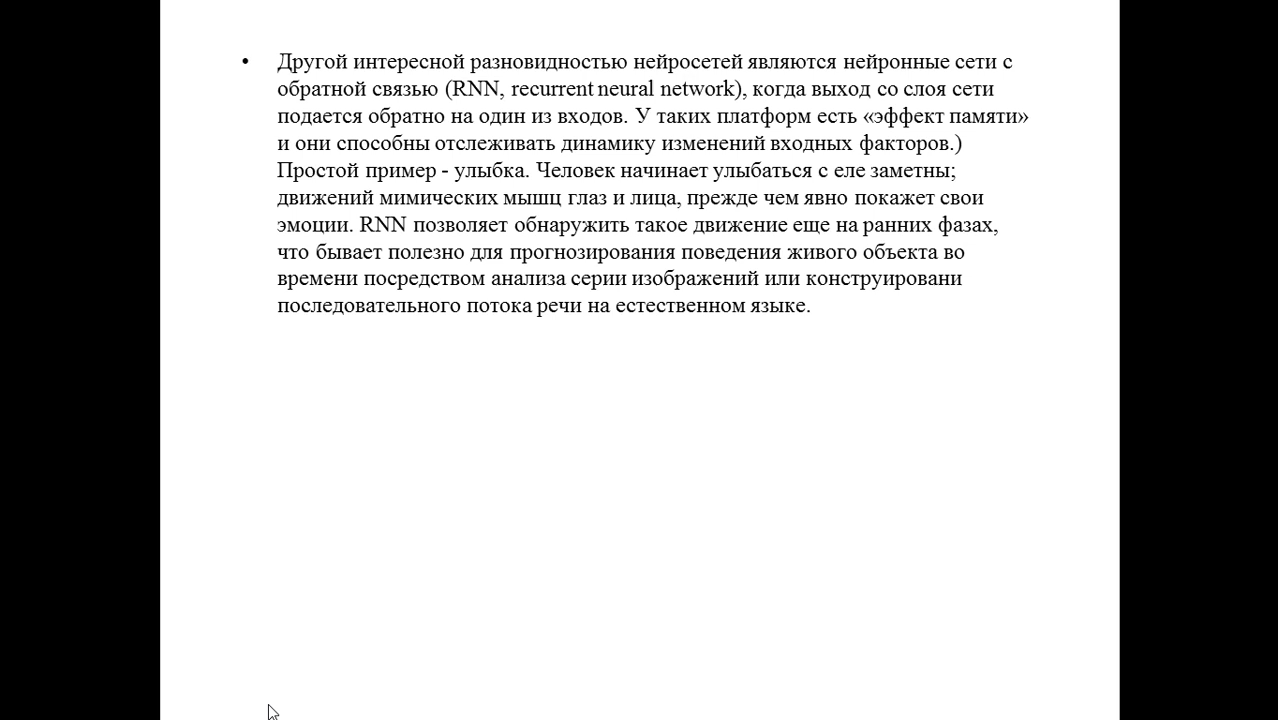 • Другой интересной разновидностью нейросетей являются нейронные сети с
обратной связью (RNN, recurrent neural network), когда выход со слоя сети
подается обратно на один из входов. У таких платформ есть «эффект памяти»
и они способны отслеживать динамику изменений входных факторов.)
Простой пример - улыбка. Человек начинает улыбаться с еле заметны;
движений мимических мышц глаз и лица, прежде чем явно покажет свои
эмоции. RNN позволяет обнаружить такое движение еще на ранних фазах,
что бывает полезно для прогнозирования поведения живого объекта во
времени посредством анализа серии изображений или конструировани
последовательного потока речи на естественном языке.